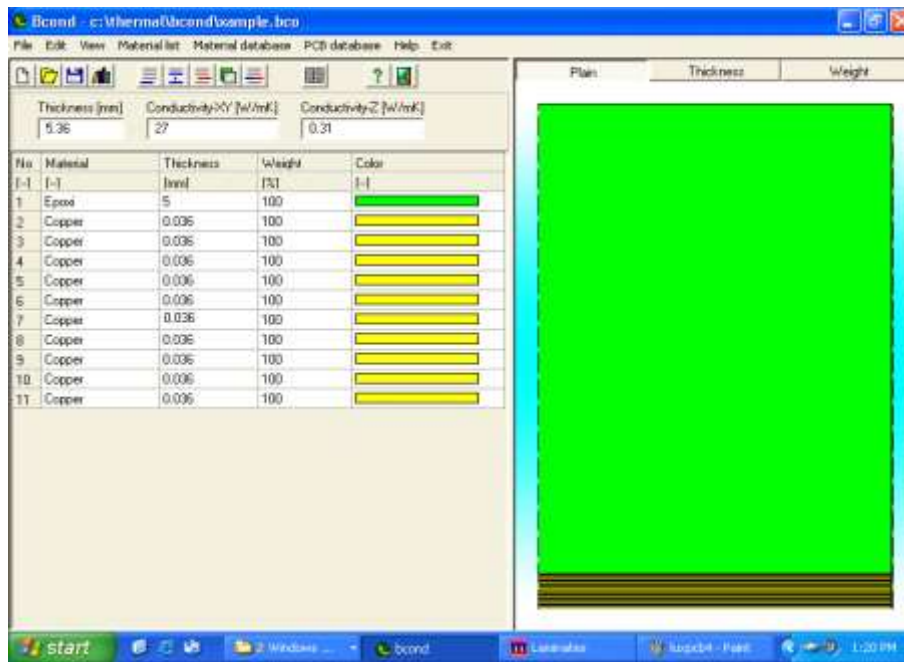 Bcond - c:\thermal\bcond\xample.bco
File Edit View Material list Material database PCB database Help Exit
Plain Thickness Weight
Thickness [mm] Conductivity-XY [W/mK] Conductivity-Z [W/mK]
5.36 27 0.31
No Material Thickness Weight Color
[-] [-] [mm] [%] [-]
1 Epoxi 5 100
2 Copper 0.036 100
3 Copper 0.036 100
4 Copper 0.036 100
5 Copper 0.036 100
6 Copper 0.036 100
7 Copper 0.036 100
8 Copper 0.036 100
9 Copper 0.036 100
10 Copper 0.036 100
11 Copper 0.036 100
start 2 Windows ... bcond - Paint 1:20 PM